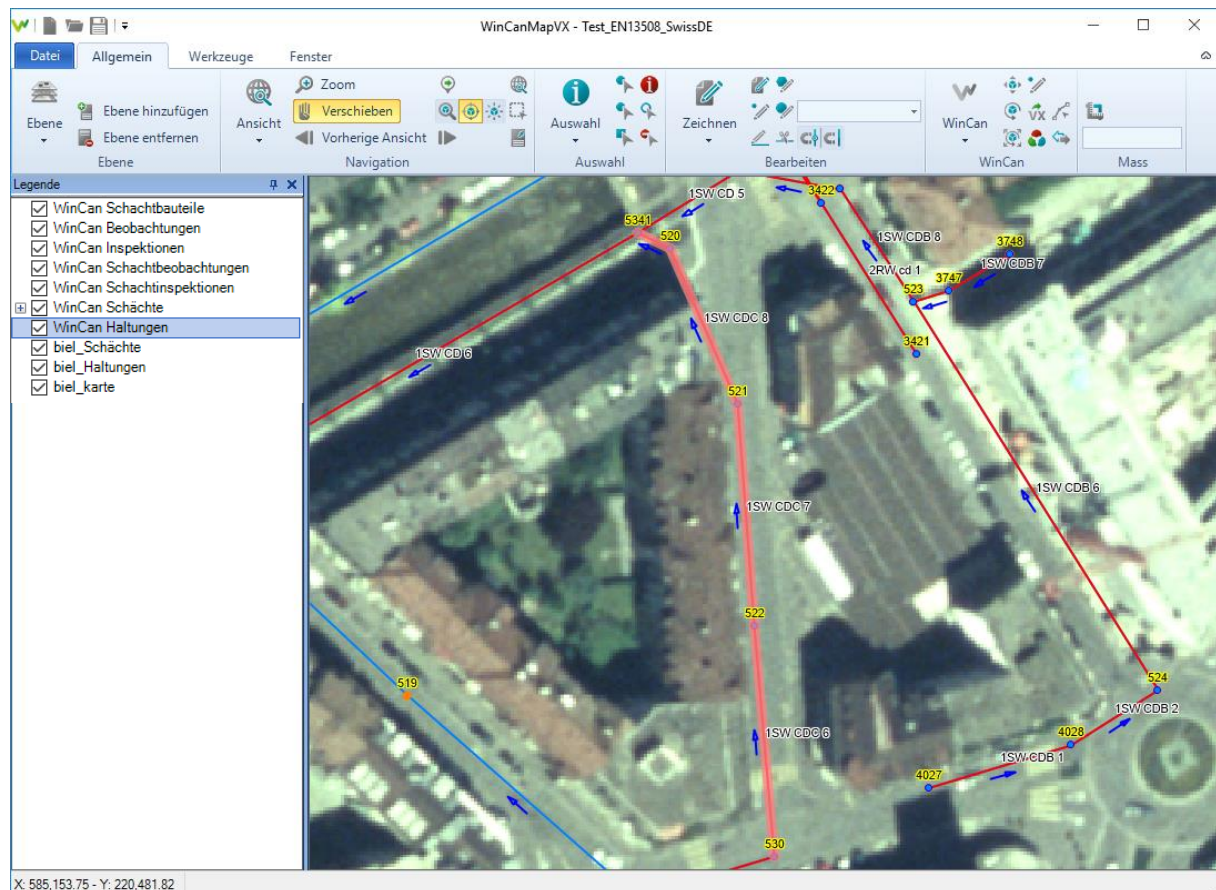 WinCanMapVX - Test_EN13508_SwissDE
Datei Allgemein Werkzeuge Fenster
Ebene
Ebene hinzufügen
Ebene entfernen
Ebene
Ansicht
Zoom
Verschieben
Vorherige Ansicht
Navigation
Auswahl
Auswahl
Zeichnen
Bearbeiten
WinCan
VX
WinCan
Mass
Legende
WinCan Schachtbauteile
WinCan Beobachtungen
WinCan Inspektionen
WinCan Schachtbeobachtungen
WinCan Schachtinspektionen
WinCan Schächte
WinCan Haltungen
biel_Schächte
biel_Haltungen
biel_karte
1SW CD 5
3422
5341
520
1SW CDB 8
3748
1SW CDB 7
2RW cd 1
3747
523
1SW CDC 8
3421
1SW CD 6
521
1SW CDB 6
1SW CDC 7
522
519
524
1SW CDB 2
1SW CDC 6
4028
1SW CDB 1
4027
530
X: 585,153.75 - Y: 220,481.82